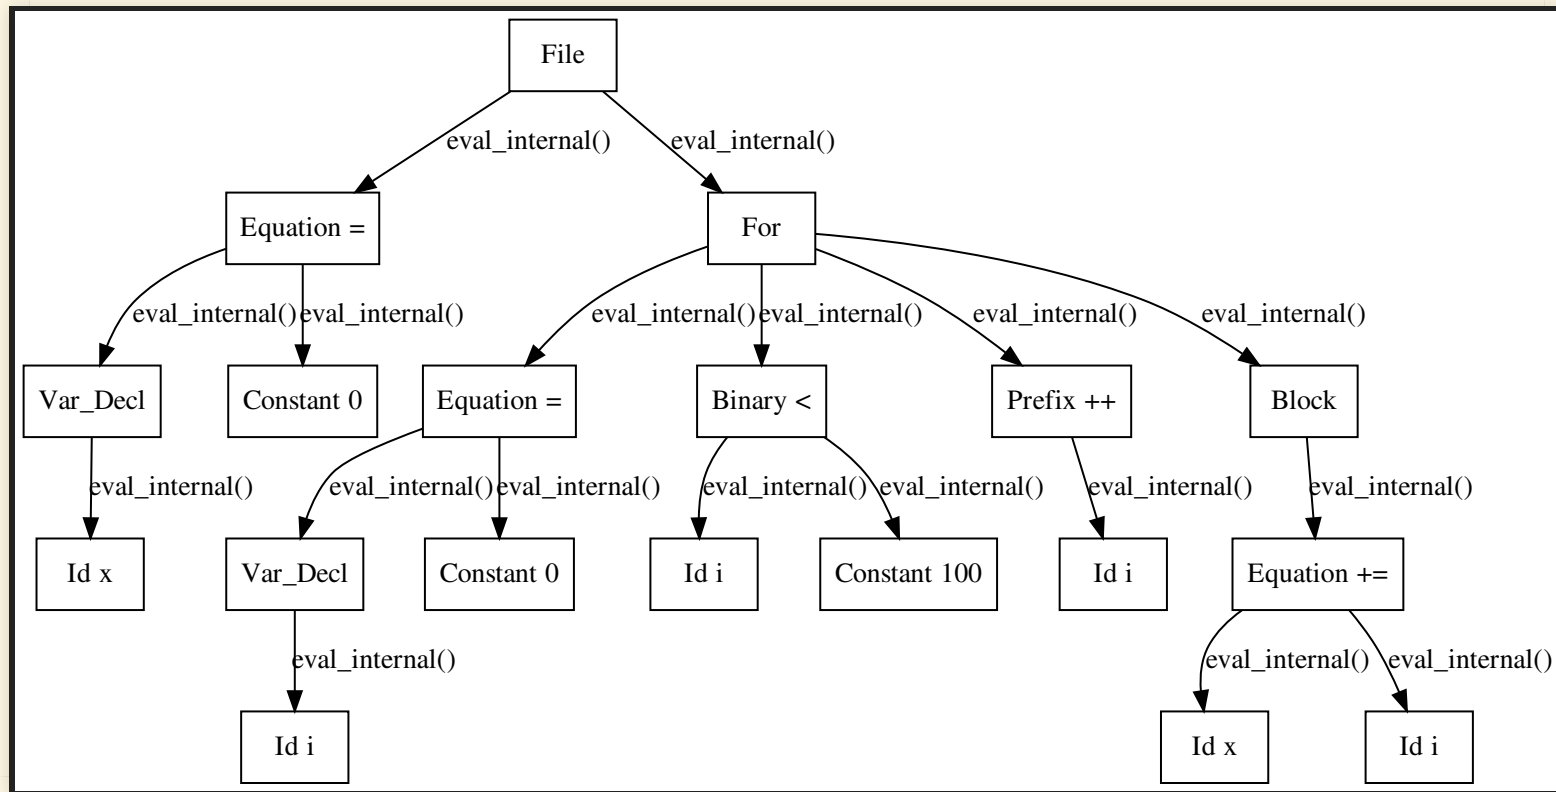 File
eval_internal() eval_internal()
Equation = For
eval_internal() eval_internal() eval_internal() eval_internal() eval_internal() eval_internal()
Var_Decl Constant 0 Equation = Binary < Prefix ++ Block
eval_internal() eval_internal() eval_internal() eval_internal() eval_internal() eval_internal() eval_internal()
Id x Var_Decl Constant 0 Id i Constant 100 Id i Equation +=
eval_internal() eval_internal() eval_internal()
Id i Id x Id i